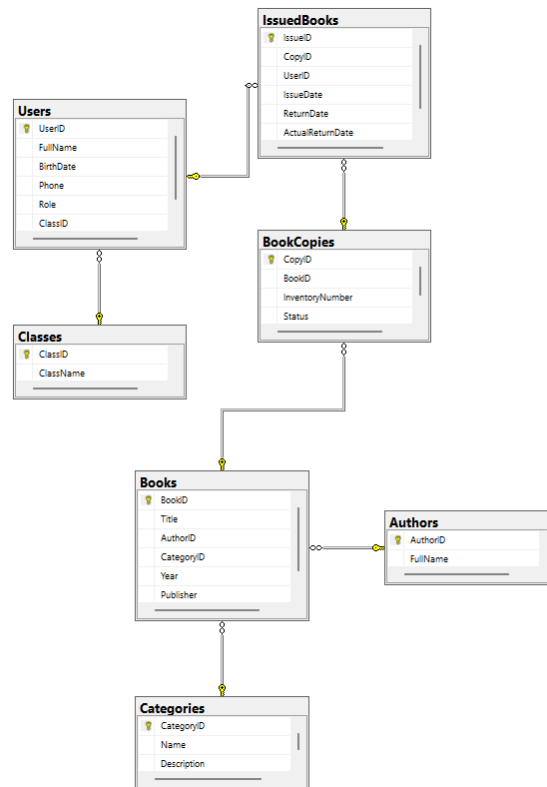 IssuedBooks
IssueID
CopyID
UserID
IssueDate
ReturnDate
ActualReturnDate
Users
UserID
FullName
BirthDate
Phone
Role
ClassID
BookCopies
CopyID
BookID
InventoryNumber
Status
Classes
ClassID
ClassName
Books
BookID
Title
AuthorID
CategoryID
Year
Publisher
Authors
AuthorID
FullName
Categories
CategoryID
Name
Description